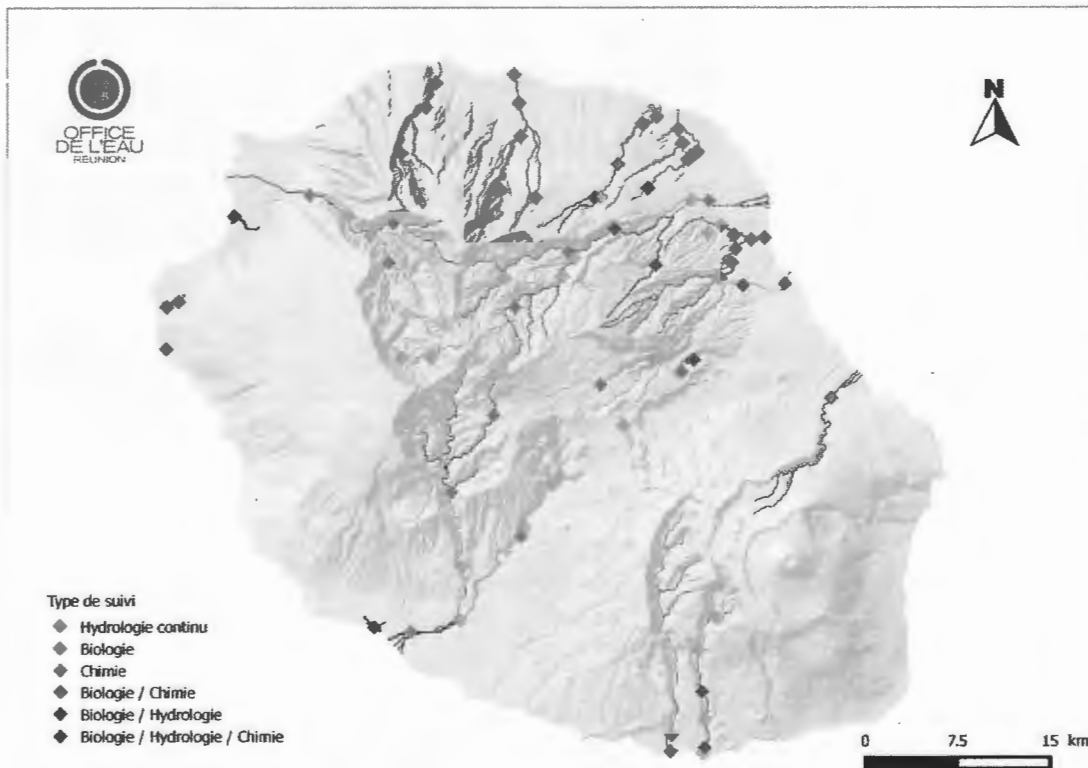 OFFICE
DE L'EAU
RÉUNION
N
Type de suivi
Hydrologie continu
Biologie
Chimie
Biologie / Chimie
Biologie / Hydrologie
Biologie / Hydrologie / Chimie
0 7.5 15 km